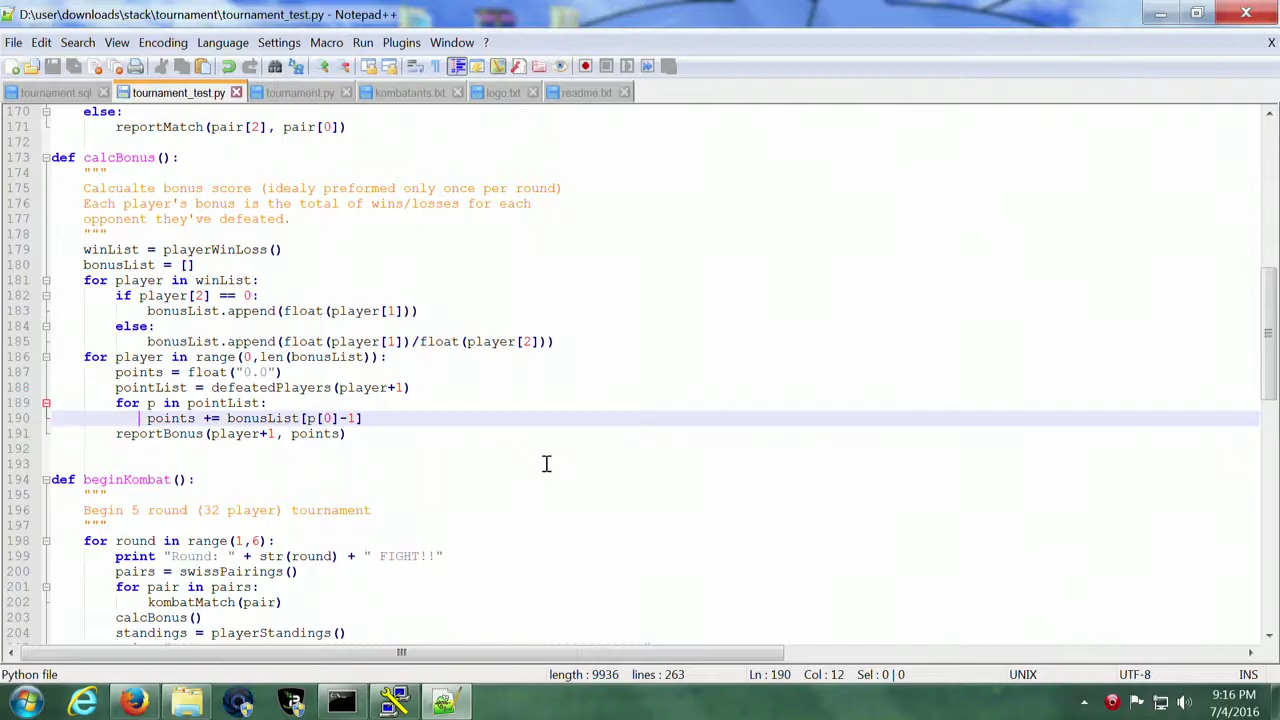 D:\user\downloads\stack\tournament\tournament_test.py - Notepad++
File Edit Search View Encoding Language Settings Macro Run Plugins Window ? X
tournament.sql tournament_test.py tournament.py kombatants.txt logo.txt readme.txt
170 else:
171 reportMatch(pair[2], pair[0])
172
173 def calcBonus():
174 """
175 Calcualte bonus score (idealy preformed only once per round)
176 Each player's bonus is the total of wins/losses for each
177 opponent they've defeated.
178 """
179 winList = playerWinLoss()
180 bonusList = []
181 for player in winList:
182 if player[2] == 0:
183 bonusList.append(float(player[1]))
184 else:
185 bonusList.append(float(player[1])/float(player[2]))
186 for player in range(0,len(bonusList)):
187 points = float("0.0")
188 pointList = defeatedPlayers(player+1)
189 for p in pointList:
190 points += bonusList[p[0]-1]
191 reportBonus(player+1, points)
192
193
194 def beginKombat():
195 """
196 Begin 5 round (32 player) tournament
197 """
198 for round in range(1,6):
199 print "Round: " + str(round) + " FIGHT!!"
200 pairs = swissPairings()
201 for pair in pairs:
202 kombatMatch(pair)
203 calcBonus()
204 standings = playerStandings()
Python file length : 9936 lines : 263 Ln : 190 Col : 12 Sel : 0 | 0 UNIX UTF-8 INS
9:16 PM
7/4/2016